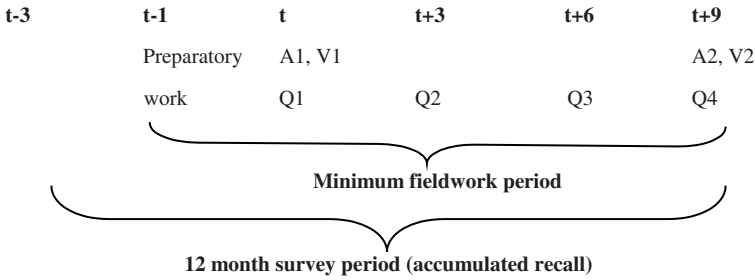 t-3 t-1 t t+3 t+6 t+9
Preparatory A1, V1 A2, V2
work Q1 Q2 Q3 Q4
Minimum fieldwork period
12 month survey period (accumulated recall)